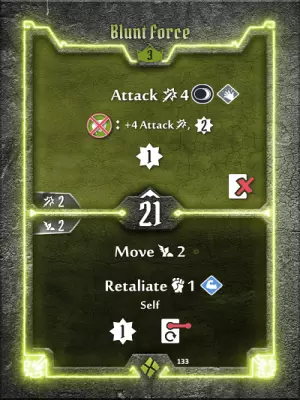 Blunt Force
3
Attack 4
: +4 Attack , 2
1
2
21
2
Move 2
Retaliate 1
Self
1
133